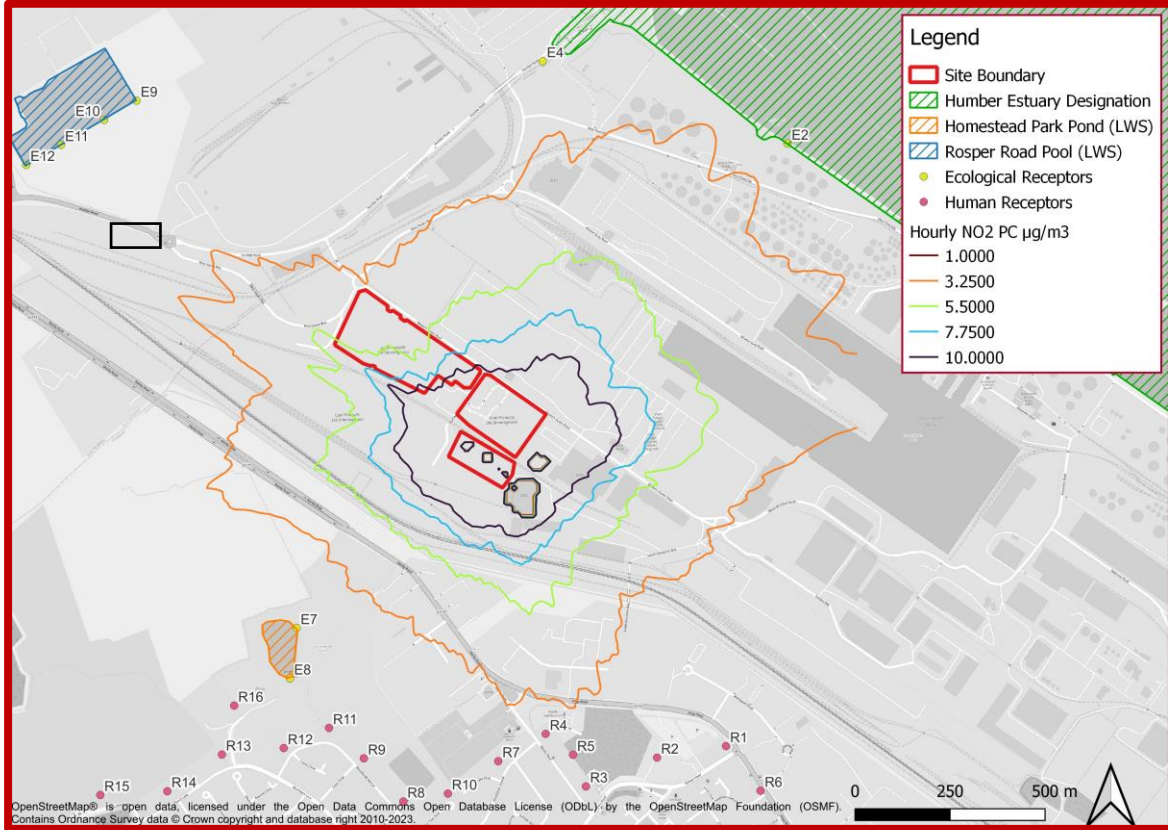 E4
E9
E10
E11
E12
E2
Legend
Site Boundary
Humber Estuary Designation
Homestead Park Pond (LWS)
Rosper Road Pool (LWS)
Ecological Receptors
Human Receptors
Hourly NO2 PC µg/m3
1.0000
3.2500
5.5000
7.7500
10.0000
E7
E8
R16
R11
R4
R1
R13
R12
R9
R7
R5
R2
R15
R14
R8
R10
R3
R6
0 250 500 m
OpenStreetMap® is open data, licensed under the Open Data Commons Open Database License (ODbL) by the OpenStreetMap Foundation (OSMF).
Contains Ordnance Survey data © Crown copyright and database right 2010-2023.